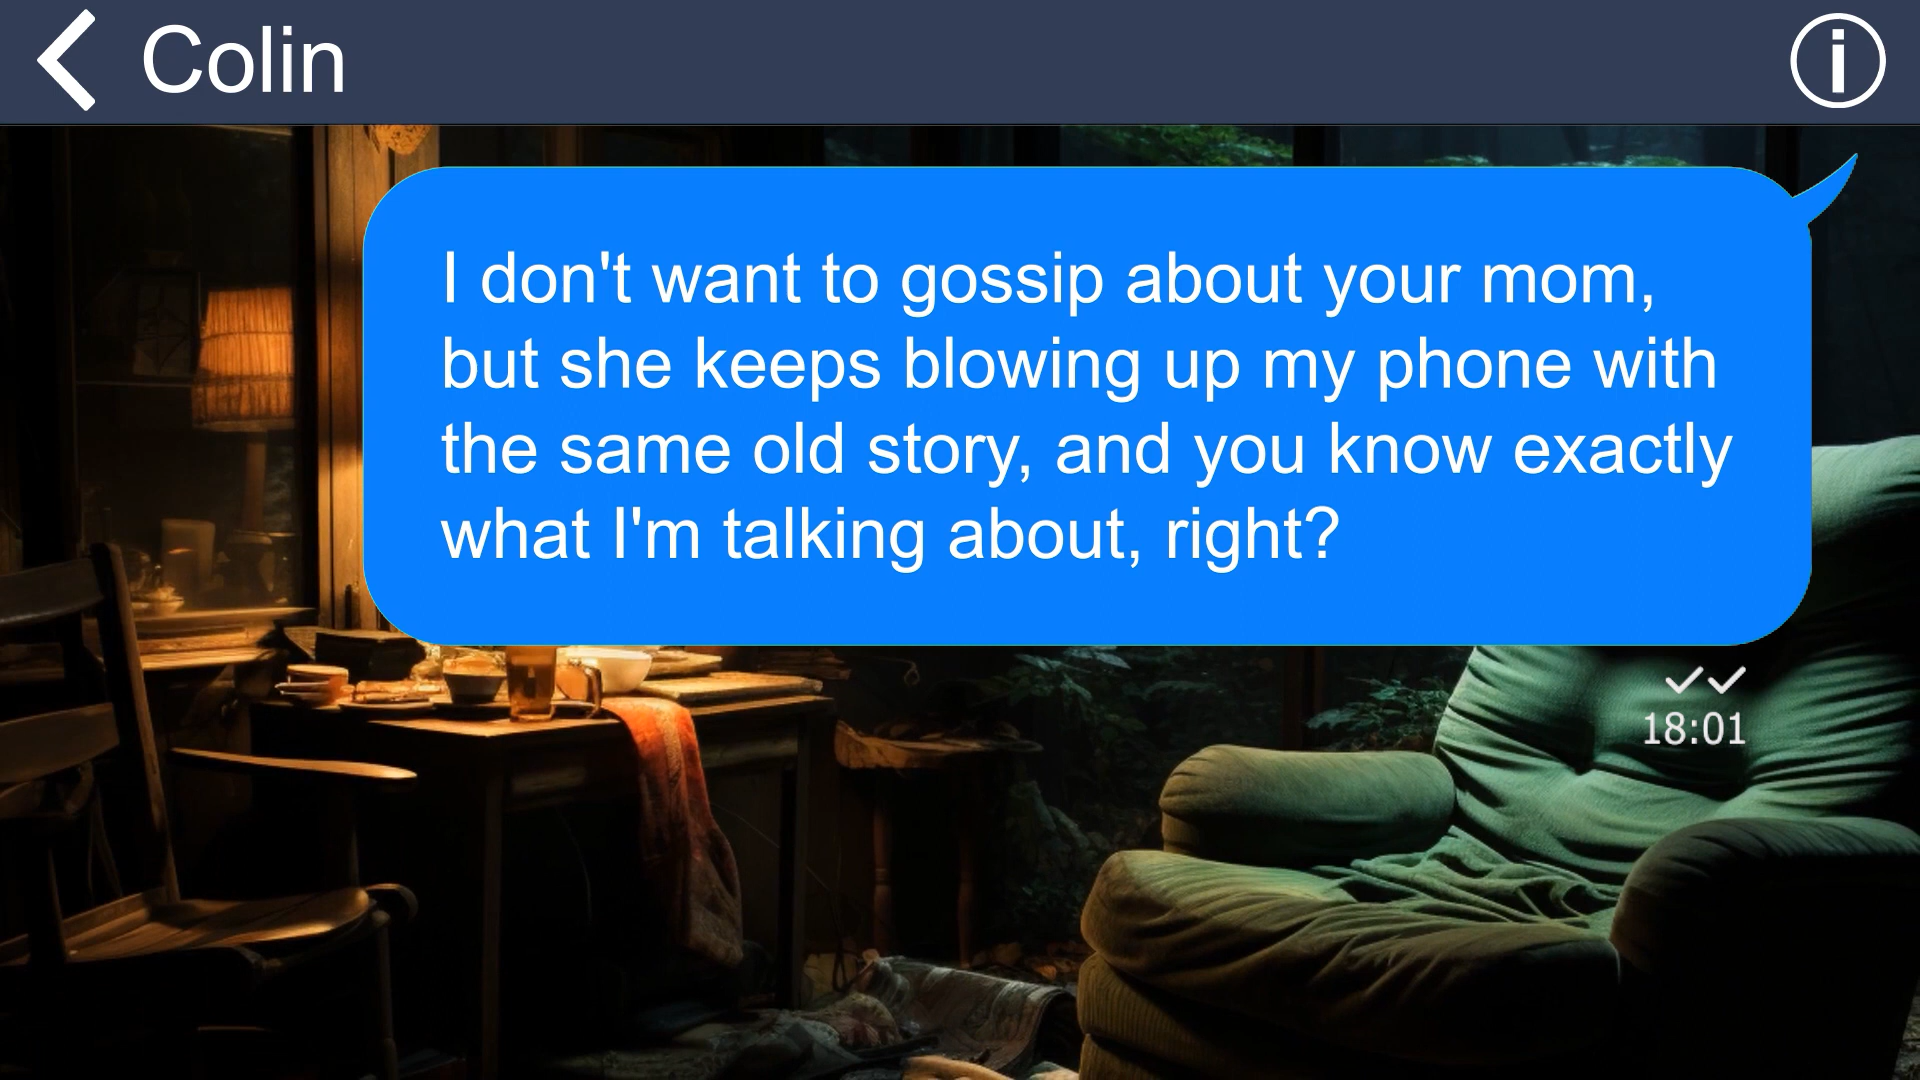 Colin
I don't want to gossip about your mom,
but she keeps blowing up my phone with
the same old story, and you know exactly
what I'm talking about, right?
18:01